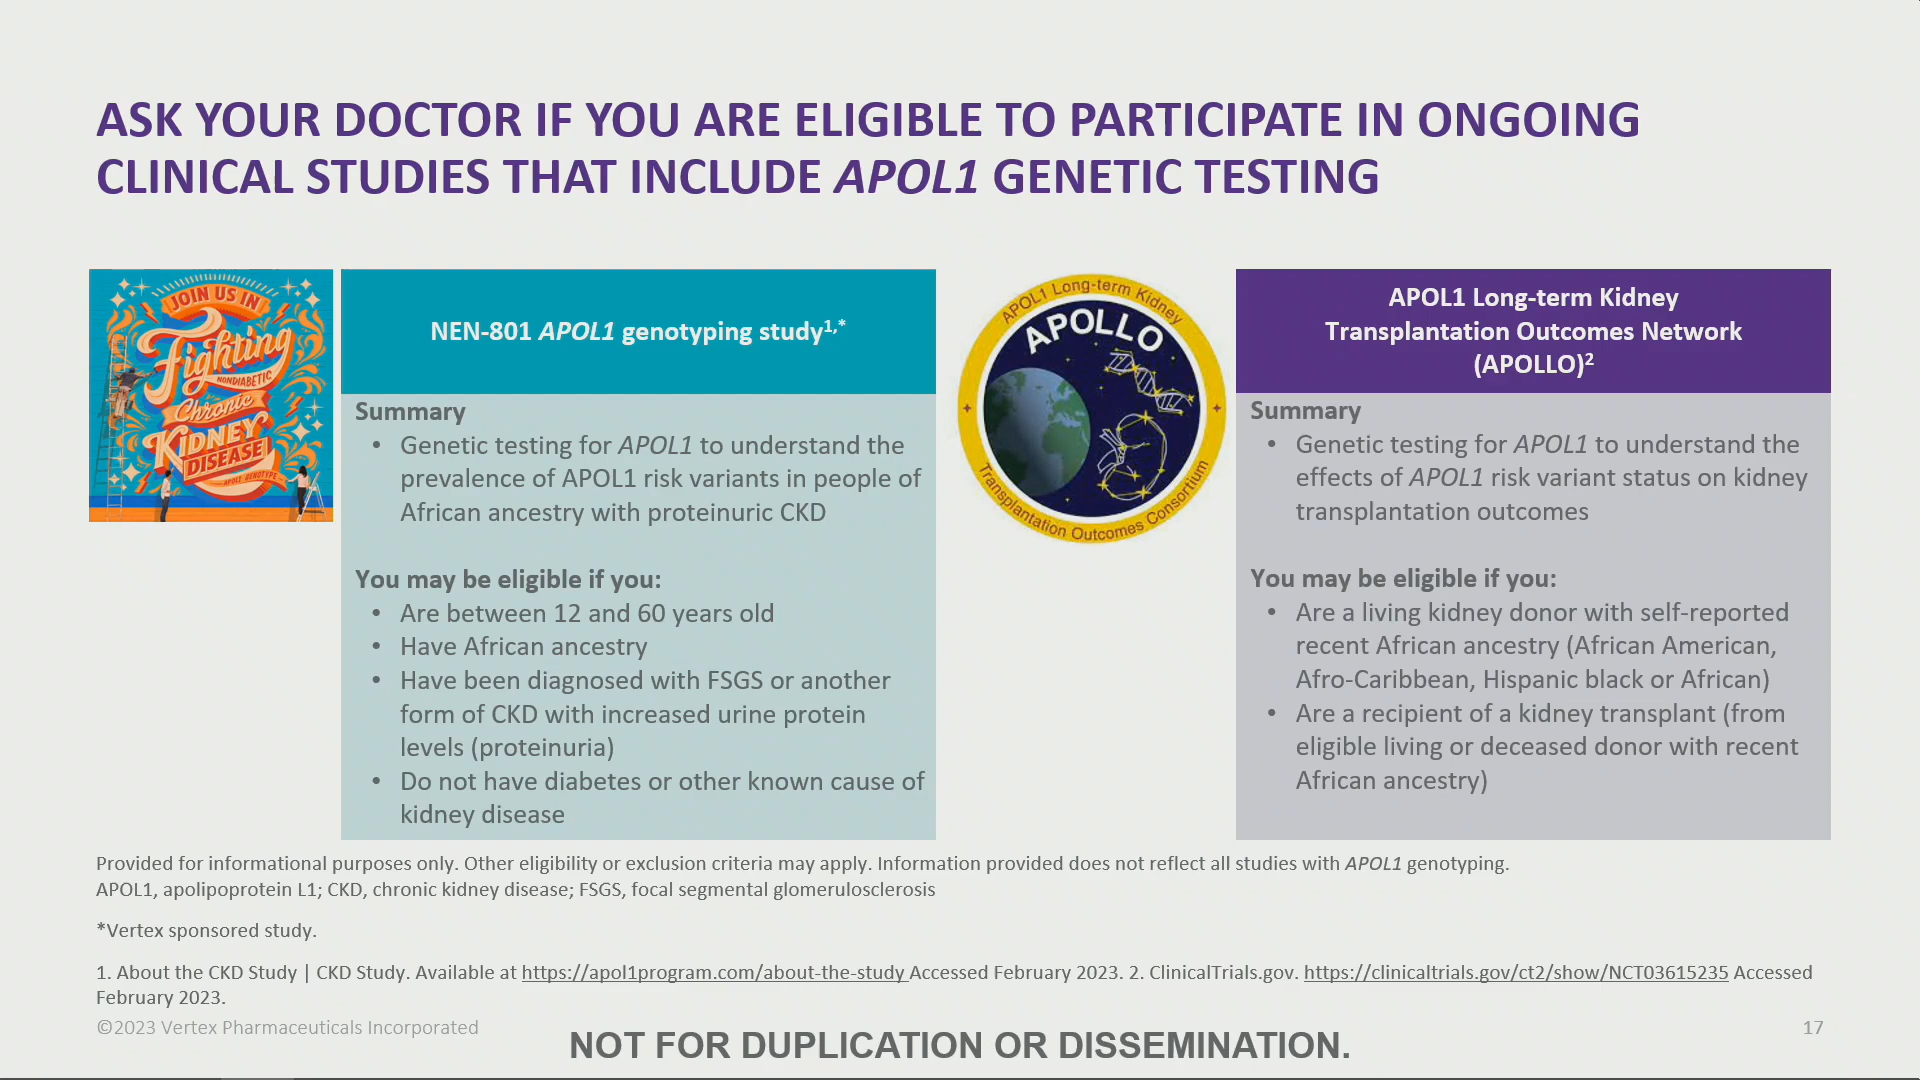 ASK YOUR DOCTOR IF YOU ARE ELIGIBLE TO PARTICIPATE IN ONGOING
CLINICAL STUDIES THAT INCLUDE APOL1 GENETIC TESTING
JOIN US IN
Fighting
NONDIABETIC
Chronic
KIDNEY
DISEASE
APOL1 GENOTYPE
NEN-801 APOL1 genotyping study1,*
Summary
• Genetic testing for APOL1 to understand the
prevalence of APOL1 risk variants in people of
African ancestry with proteinuric CKD
You may be eligible if you:
• Are between 12 and 60 years old
• Have African ancestry
• Have been diagnosed with FSGS or another
form of CKD with increased urine protein
levels (proteinuria)
• Do not have diabetes or other known cause of
kidney disease
APOL1 Long-term Kidney
APOLLO
Transplantation Outcomes Consortium
APOL1 Long-term Kidney
Transplantation Outcomes Network
(APOLLO)2
Summary
• Genetic testing for APOL1 to understand the
effects of APOL1 risk variant status on kidney
transplantation outcomes
You may be eligible if you:
• Are a living kidney donor with self-reported
recent African ancestry (African American,
Afro-Caribbean, Hispanic black or African)
• Are a recipient of a kidney transplant (from
eligible living or deceased donor with recent
African ancestry)
Provided for informational purposes only. Other eligibility or exclusion criteria may apply. Information provided does not reflect all studies with APOL1 genotyping.
APOL1, apolipoprotein L1; CKD, chronic kidney disease; FSGS, focal segmental glomerulosclerosis
*Vertex sponsored study.
1. About the CKD Study | CKD Study. Available at https://apol1program.com/about-the-study Accessed February 2023. 2. ClinicalTrials.gov. https://clinicaltrials.gov/ct2/show/NCT03615235 Accessed
February 2023.
©2023 Vertex Pharmaceuticals Incorporated
NOT FOR DUPLICATION OR DISSEMINATION.
17